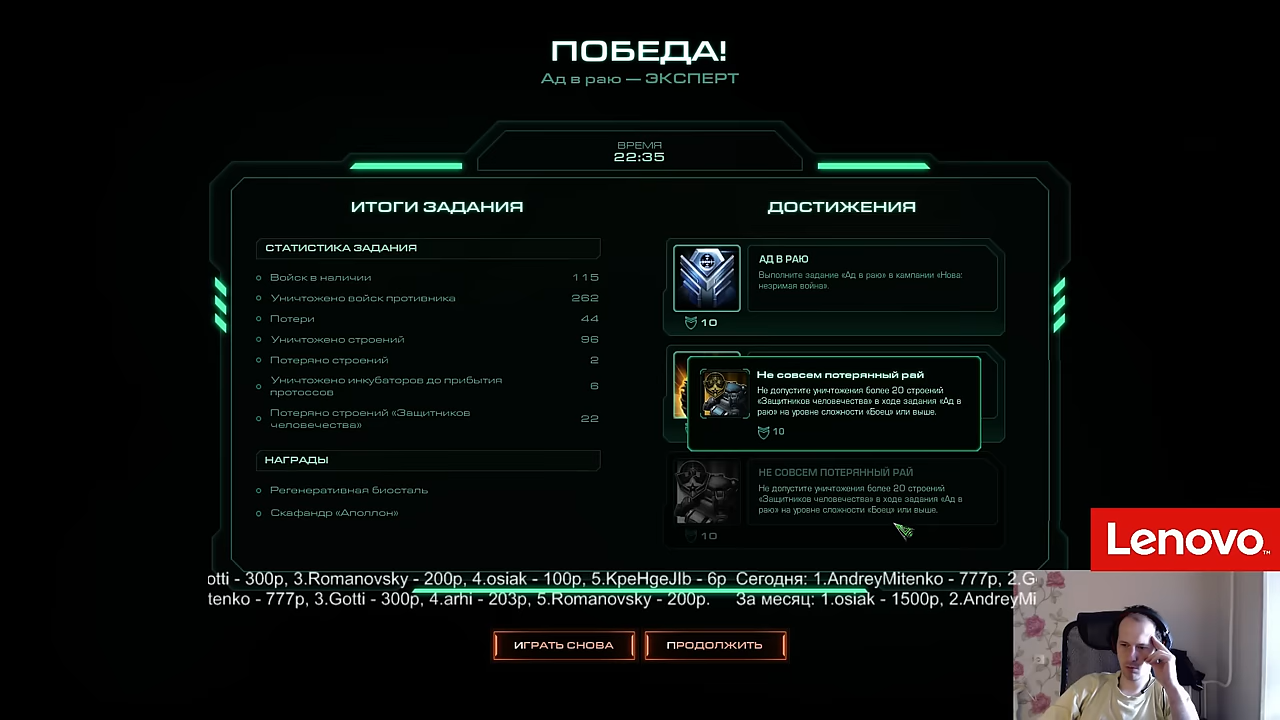 ПОБЕДА!
Ад в раю — ЭКСПЕРТ
ВРЕМЯ
22:35
ИТОГИ ЗАДАНИЯ
СТАТИСТИКА ЗАДАНИЯ
Войск в наличии 115
Уничтожено войск противника 262
Потери 44
Уничтожено строений 96
Потеряно строений 2
Уничтожено инкубаторов до прибытия
протоссов 6
Потеряно строений «Защитников
человечества» 22
НАГРАДЫ
Регенеративная биосталь
Скафандр «Аполлон»
ДОСТИЖЕНИЯ
АД В РАЮ
Выполните задание «Ад в раю» в кампании «Нова:
незримая война».
10
Не совсем потерянный рай
Не допустите уничтожения более 20 строений
«Защитников человечества» в ходе задания «Ад в
раю» на уровне сложности «Боец» или выше.
10
НЕ СОВСЕМ ПОТЕРЯННЫЙ РАЙ
Не допустите уничтожения более 20 строений
«Защитников человечества» в ходе задания «Ад в
раю» на уровне сложности «Боец» или выше.
10
Lenovo™
otti - 300р, 3.Romanovsky - 200р, 4.osiak - 100р, 5.KpeHgeJIb - 6р Сегодня: 1.AndreyMitenko - 777р, 2.G
tenko - 777р, 3.Gotti - 300р, 4.arhi - 203р, 5.Romanovsky - 200р. За месяц: 1.osiak - 1500р, 2.AndreyMi
ИГРАТЬ СНОВА
ПРОДОЛЖИТЬ